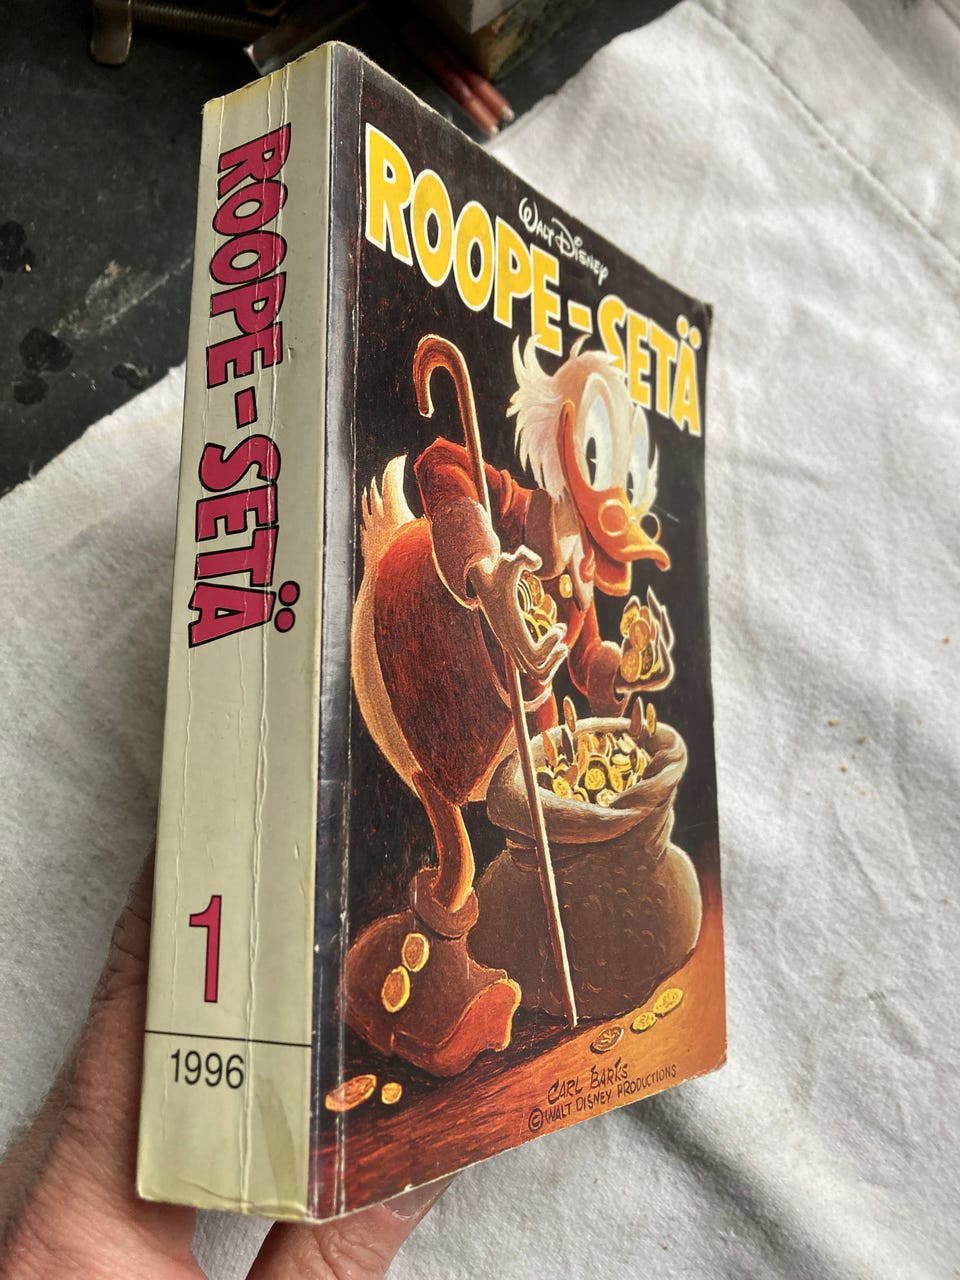 ROOPE-SETÄ
1
1996
WALT DISNEY
ROOPE-SETÄ
CARL BARKS
© WALT DISNEY PRODUCTIONS